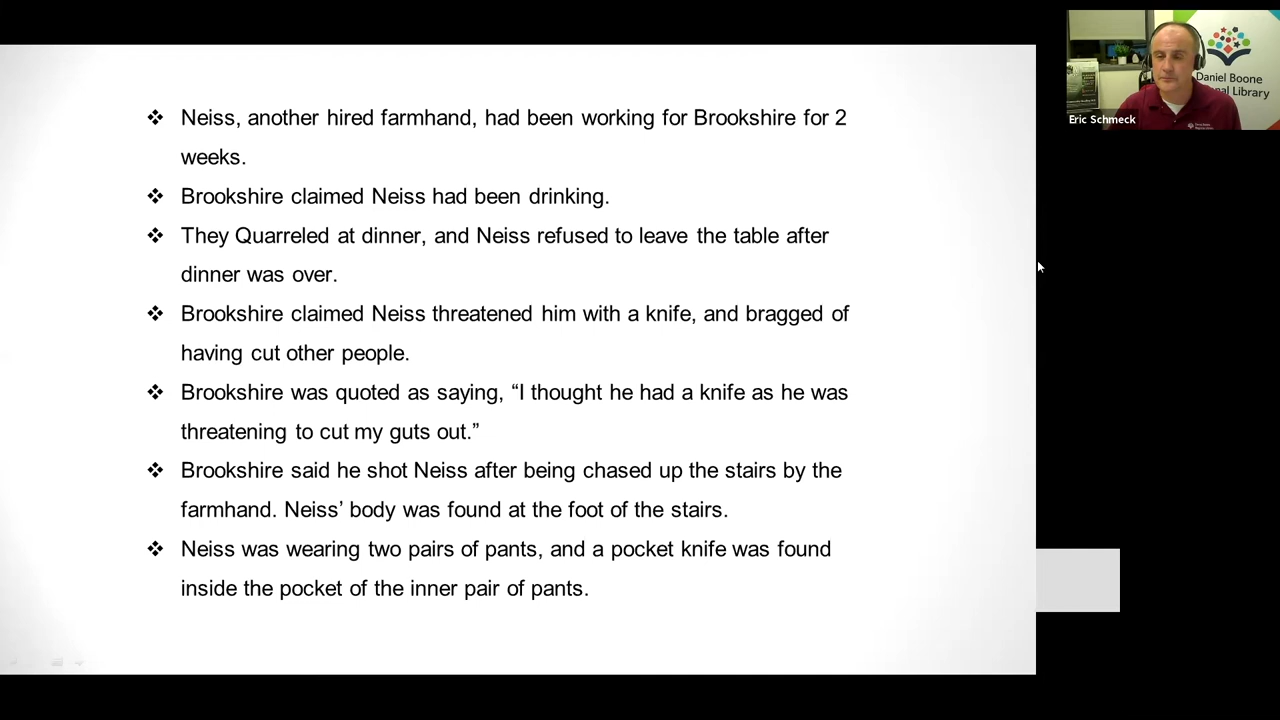 ❖ Neiss, another hired farmhand, had been working for Brookshire for 2
weeks.
❖ Brookshire claimed Neiss had been drinking.
❖ They Quarreled at dinner, and Neiss refused to leave the table after
dinner was over.
❖ Brookshire claimed Neiss threatened him with a knife, and bragged of
having cut other people.
❖ Brookshire was quoted as saying, “I thought he had a knife as he was
threatening to cut my guts out.”
❖ Brookshire said he shot Neiss after being chased up the stairs by the
farmhand. Neiss’ body was found at the foot of the stairs.
❖ Neiss was wearing two pairs of pants, and a pocket knife was found
inside the pocket of the inner pair of pants.
Daniel Boone
Library
Eric Schmeck